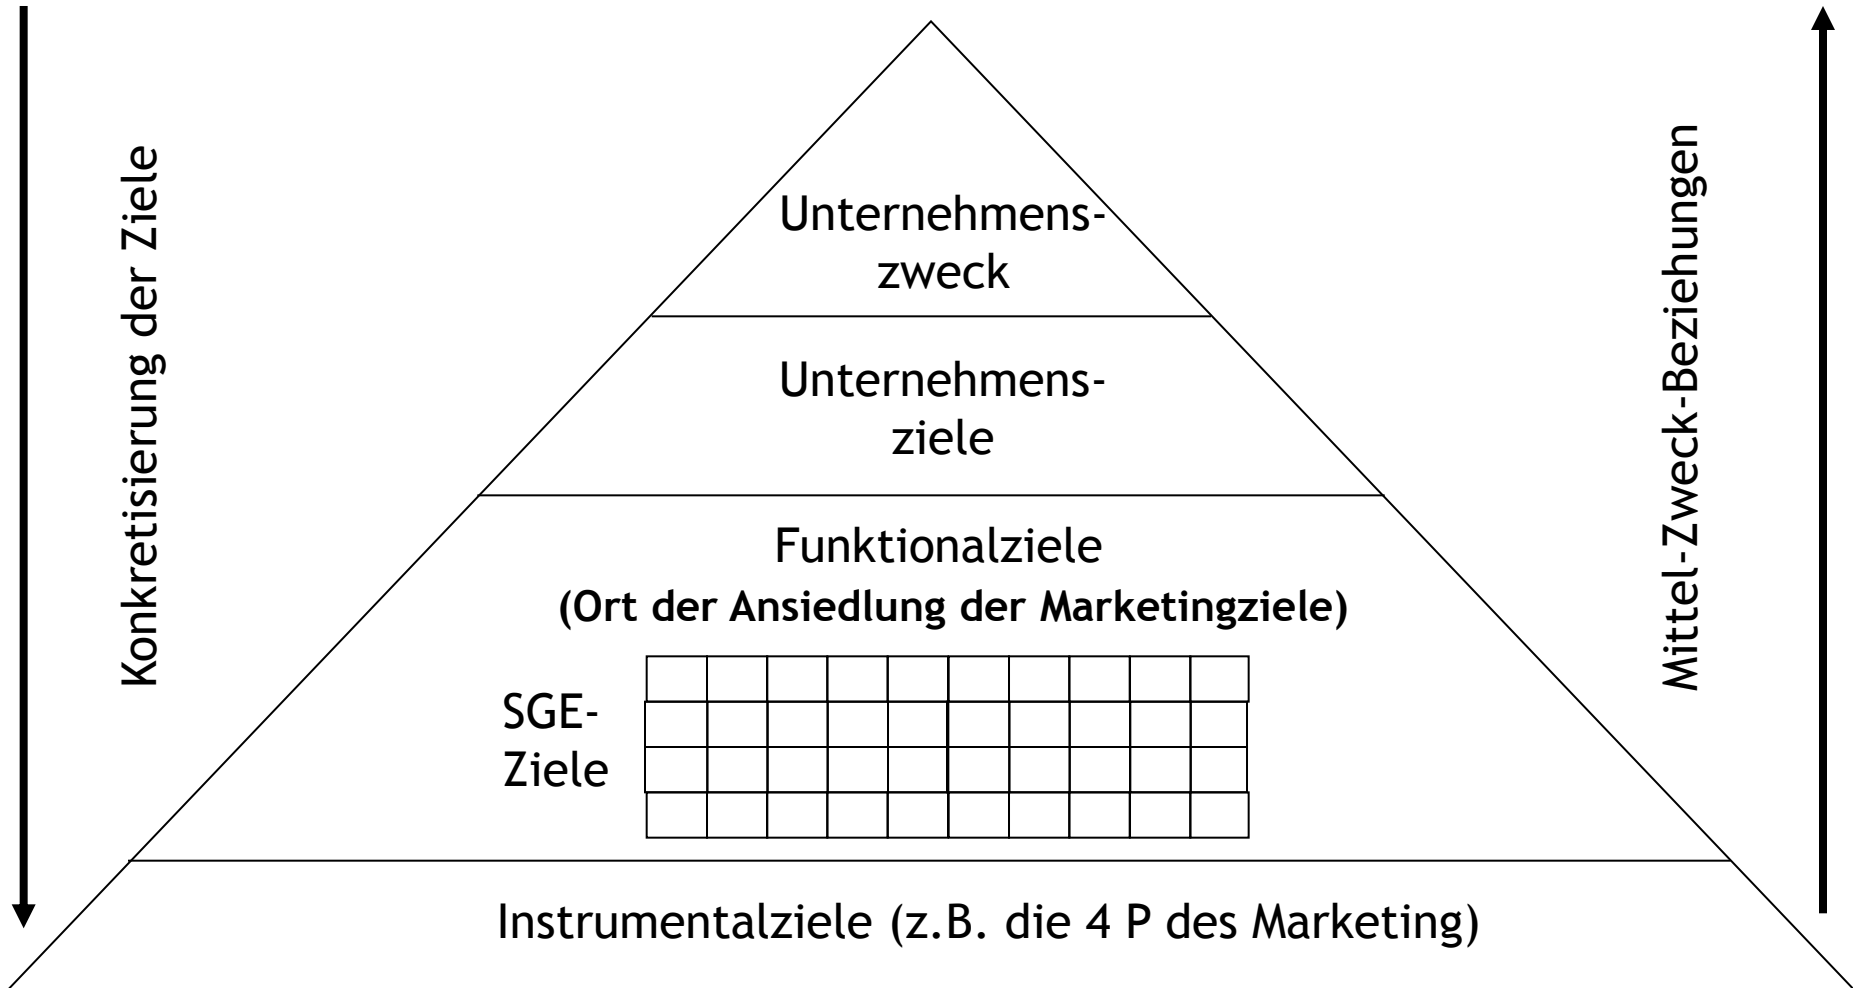 Konkretisierung der Ziele
Unternehmens-
zweck
Unternehmens-
ziele
Funktionalziele
(Ort der Ansiedlung der Marketingziele)
SGE-
Ziele
Instrumentalziele (z.B. die 4 P des Marketing)
Mittel-Zweck-Beziehungen